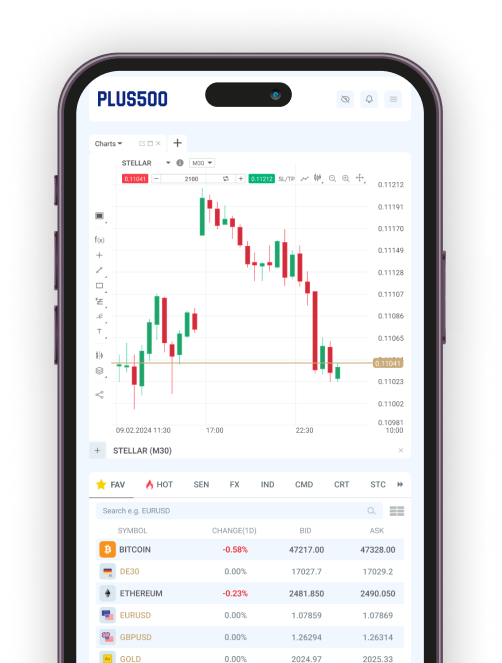 PLUS500
Charts
STELLAR M30
0.11041 − 2100 + 0.11212 SL/TP
0.11212
0.11191
0.11170
0.11149
0.11128
0.11107
0.11086
0.11065
0.11041
0.11023
0.11002
0.10981
f(x)
T
09.02.2024 11:30 17:00 22:30 10:00
+ STELLAR (M30) ×
FAV HOT SEN FX IND CMD CRT STC
Search e.g. EURUSD
SYMBOL CHANGE(1D) BID ASK
BITCOIN -0.58% 47217.00 47328.00
DE30 0.00% 17027.7 17029.2
ETHEREUM -0.23% 2481.850 2490.050
EURUSD 0.00% 1.07859 1.07869
GBPUSD 0.00% 1.26294 1.26314
GOLD 0.00% 2024.97 2025.33